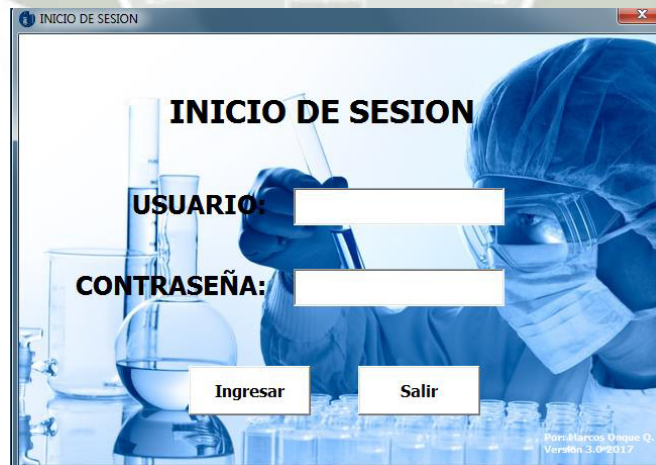 INICIO DE SESION
INICIO DE SESION
USUARIO:
CONTRASEÑA:
Ingresar
Salir
Por: Marcos Onque Q.
Versión 3.0 2017